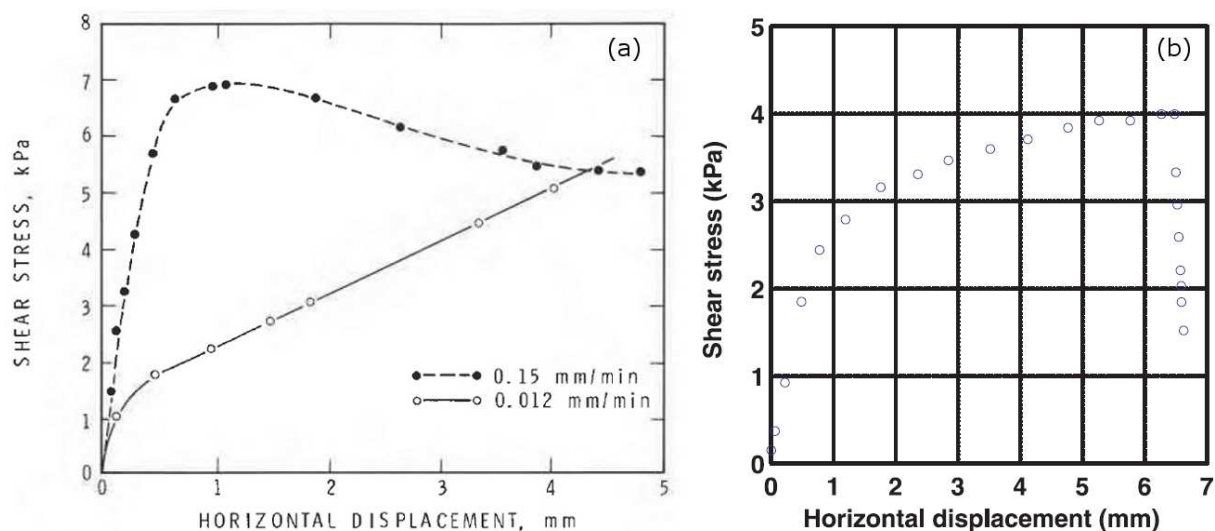 (a)
8
7
6
5
4
3
2
1
0
SHEAR STRESS, kPa
0.15 mm/min
0.012 mm/min
0 1 2 3 4 5
HORIZONTAL DISPLACEMENT, mm
(b)
5
4
3
2
1
0
Shear stress (kPa)
0 1 2 3 4 5 6 7
Horizontal displacement (mm)